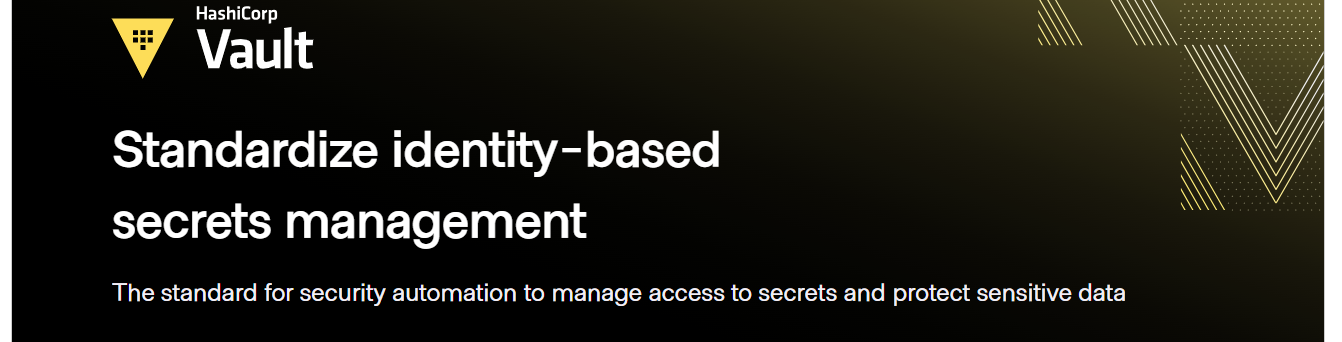 HashiCorp
Vault
Standardize identity-based
secrets management
The standard for security automation to manage access to secrets and protect sensitive data